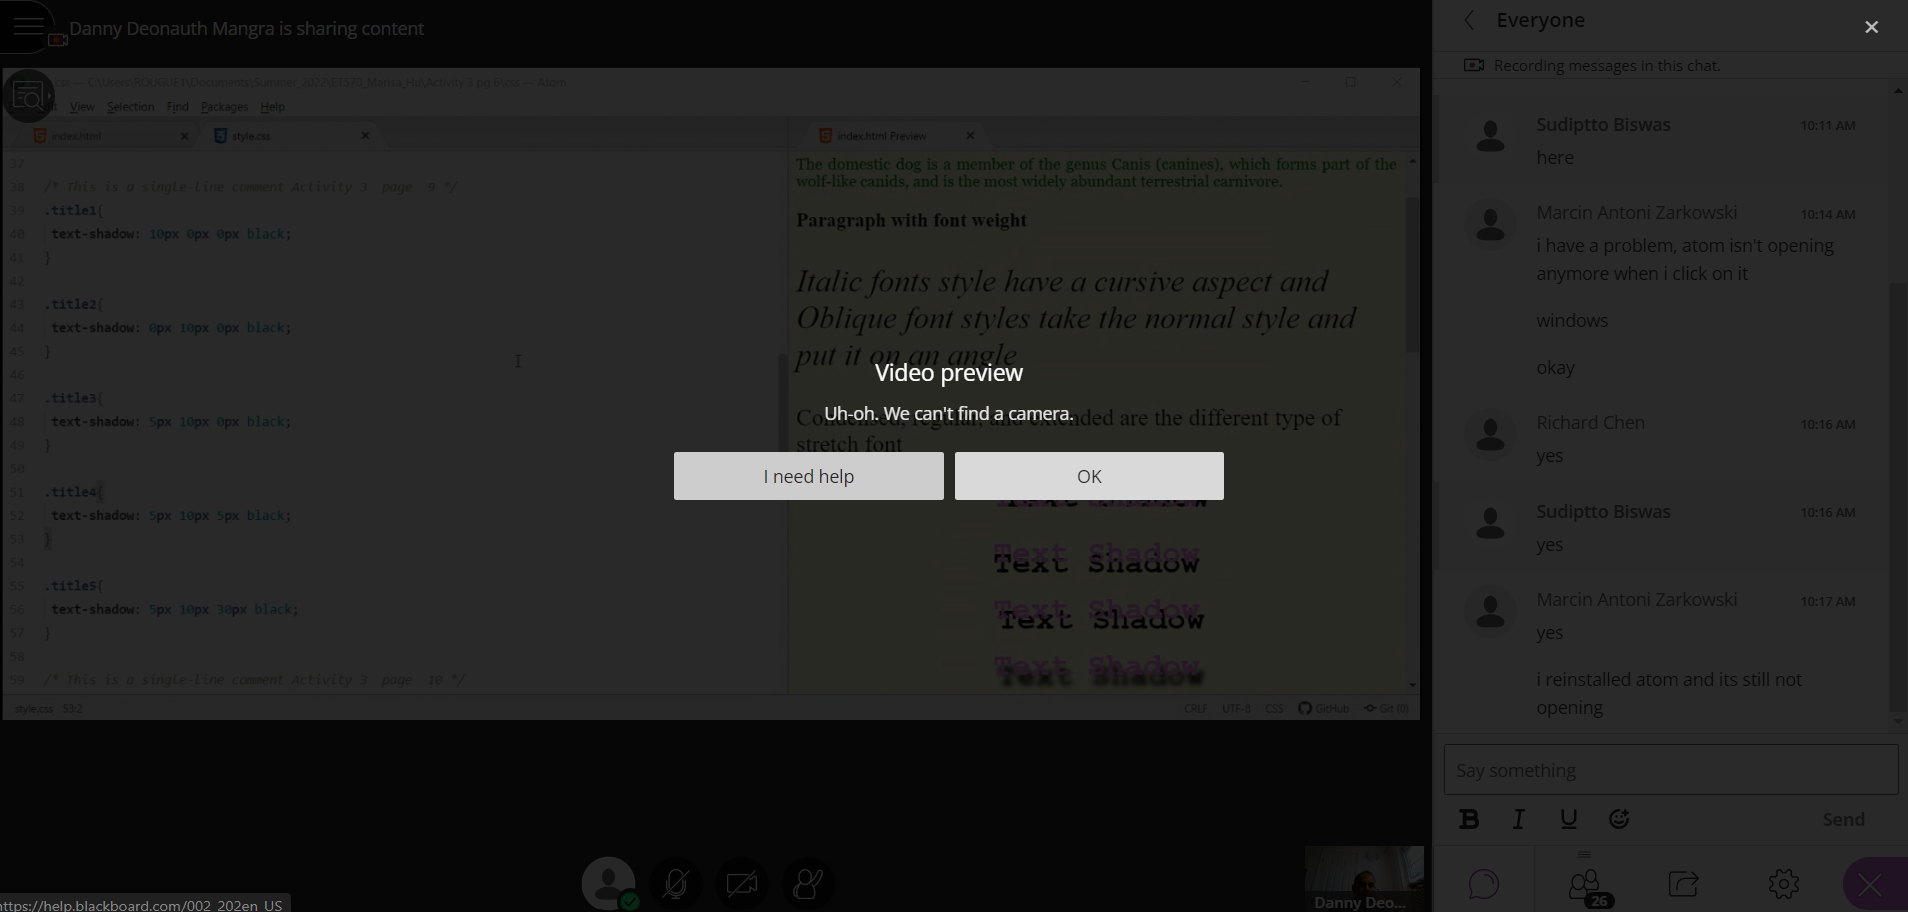 Danny Deonauth Mangra is sharing content
css — C:\Users\ROUGUE1\Documents\Summer_2022\ET570_Marisa_Hol\Activity 3 pg 6\css — Atom
View Selection Find Packages Help
index.html
style.css
37
38 /* This is a single-line comment Activity 3 page 9 */
39 .title1{
40 text-shadow: 10px 0px 0px black;
41 }
42
43 .title2{
44 text-shadow: 0px 10px 0px black;
45 }
46
47 .title3{
48 text-shadow: 5px 10px 0px black;
49 }
50
51 .title4{
52 text-shadow: 5px 10px 5px black;
53 }
54
55 .title5{
56 text-shadow: 5px 10px 30px black;
57 }
58
59 /* This is a single-line comment Activity 3 page 10 */
style.css 53:2
CRLF UTF-8 CSS GitHub Git (0)
index.html Preview
The domestic dog is a member of the genus Canis (canines), which forms part of the
wolf-like canids, and is the most widely abundant terrestrial carnivore.
Paragraph with font weight
Italic fonts style have a cursive aspect and
Oblique font styles take the normal style and
put it on an angle
Condensed, regular, and extended are the different type of
stretch font
Text Shadow
Text Shadow
Text Shadow
Text Shadow
Video preview
Uh-oh. We can't find a camera.
I need help
OK
Danny Deo...
https://help.blackboard.com/002_202en_US
Everyone
Recording messages in this chat.
Sudiptto Biswas 10:11 AM
here
Marcin Antoni Zarkowski 10:14 AM
i have a problem, atom isn't opening
anymore when i click on it
windows
okay
Richard Chen 10:16 AM
yes
Sudiptto Biswas 10:16 AM
yes
Marcin Antoni Zarkowski 10:17 AM
yes
i reinstalled atom and its still not
opening
Say something
B I U
Send
26